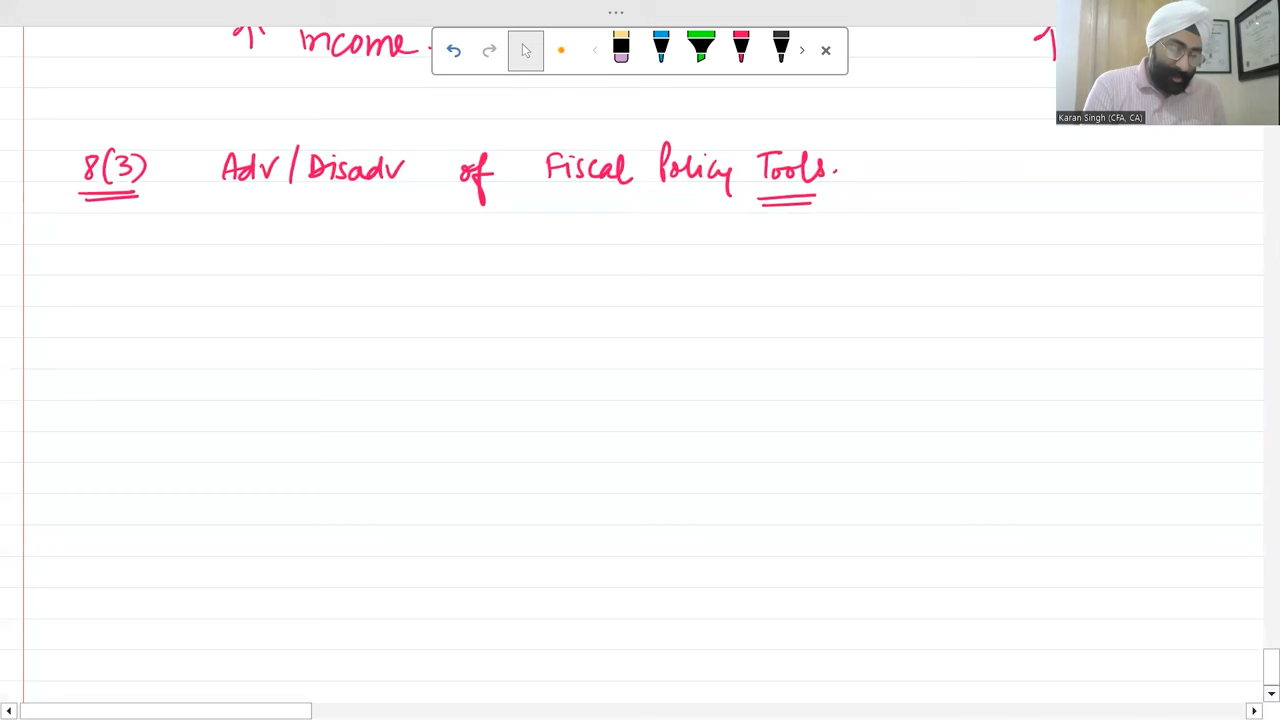 ↑ income.
↑
Karan Singh (CFA, CA)
8(3) Adv/Disadv of Fiscal Policy Tools.